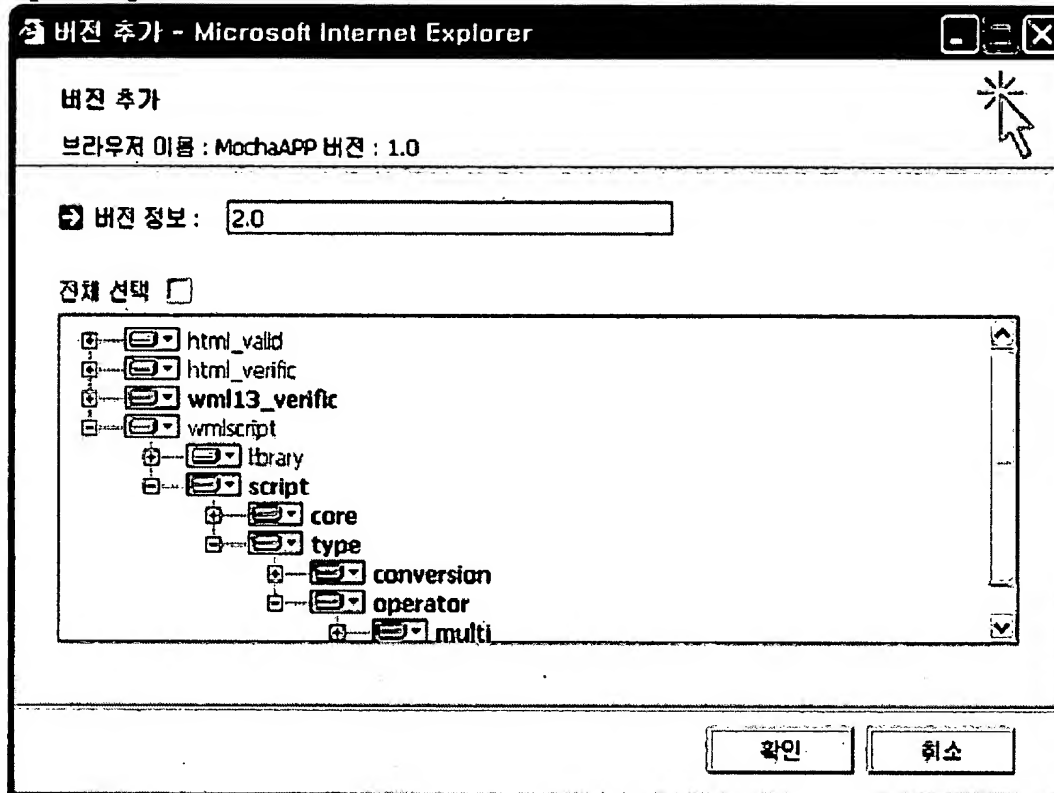 버전 추가 - Microsoft Internet Explorer
버전 추가
브라우저 이름 : MochaAPP 버전 : 1.0
버전 정보 : 2.0
전체 선택
html_valid
html_verific
wml13_verific
wmlscript
library
script
core
type
conversion
operator
multi
확인 취소